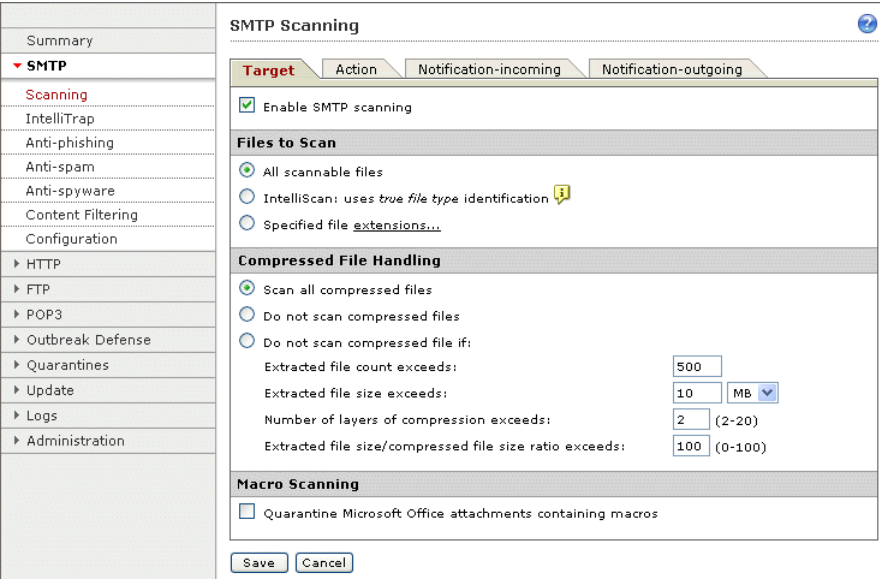 Summary
SMTP
Scanning
IntelliTrap
Anti-phishing
Anti-spam
Anti-spyware
Content Filtering
Configuration
HTTP
FTP
POP3
Outbreak Defense
Quarantines
Update
Logs
Administration
SMTP Scanning
?
Target Action Notification-incoming Notification-outgoing
Enable SMTP scanning
Files to Scan
All scannable files
IntelliScan: uses true file type identification i
Specified file extensions...
Compressed File Handling
Scan all compressed files
Do not scan compressed files
Do not scan compressed file if:
Extracted file count exceeds: 500
Extracted file size exceeds: 10 MB
Number of layers of compression exceeds: 2 (2-20)
Extracted file size/compressed file size ratio exceeds: 100 (0-100)
Macro Scanning
Quarantine Microsoft Office attachments containing macros
Save Cancel